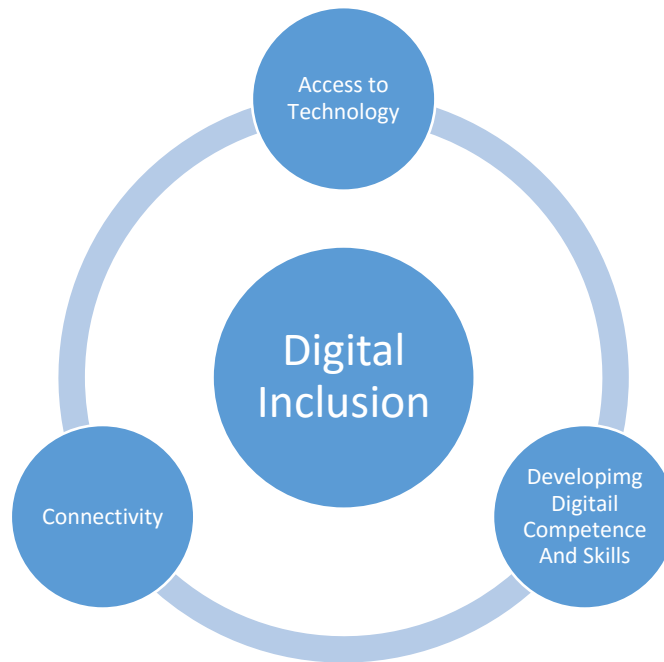 Access to
Technology
Digital
Inclusion
Connectivity
Developimg
Digitail
Competence
And Skills